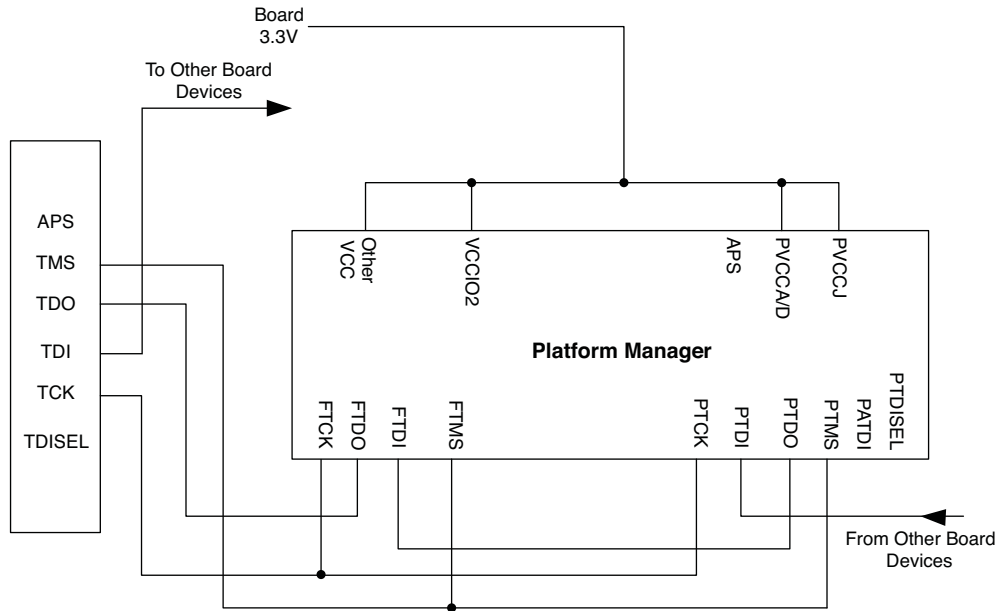 Board
3.3V
To Other Board
Devices
APS
TMS
TDO
TDI
TCK
TDISEL
Other
VCC
VCCIO2
APS
PVCCA/D
PVCCJ
Platform Manager
FTCK
FTDO
FTDI
FTMS
PTCK
PTDI
PTDO
PTMS
PATDI
PTDISEL
From Other Board
Devices